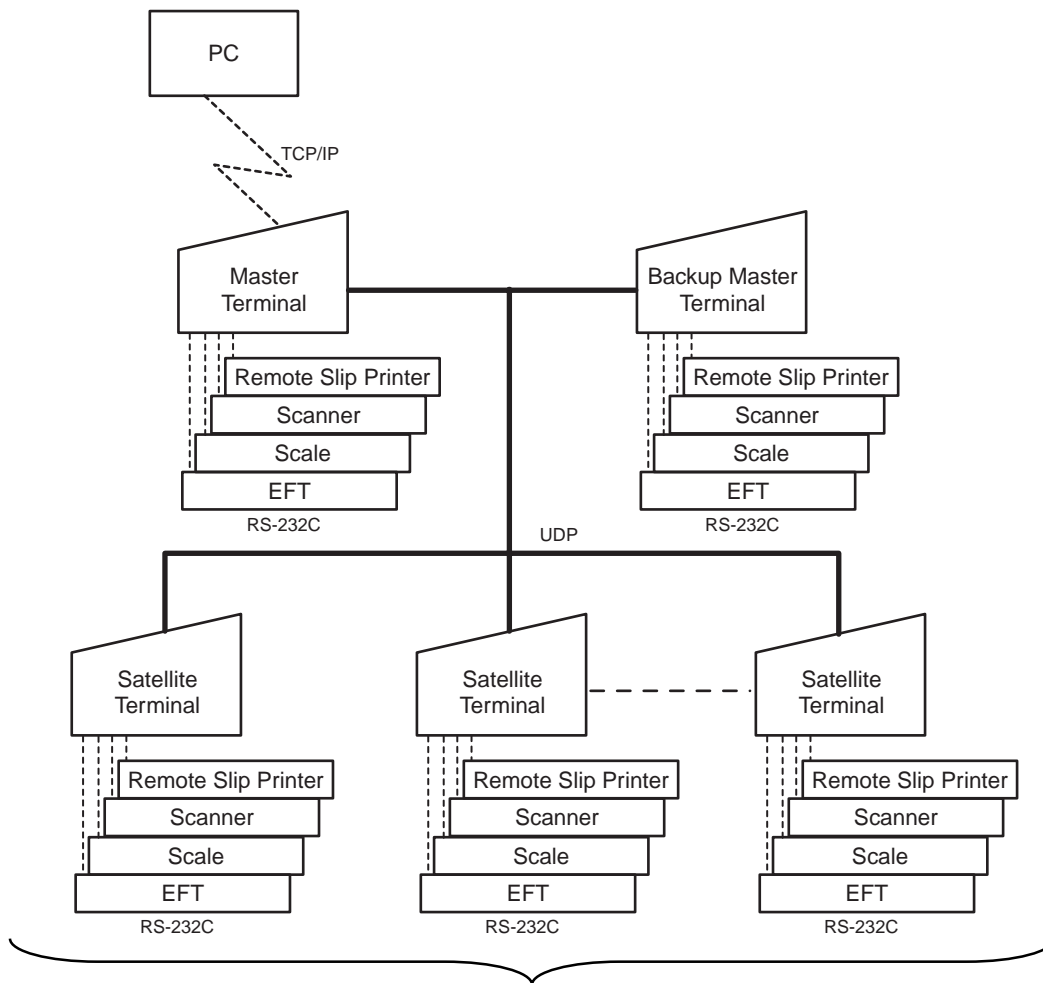 PC
TCP/IP
Master
Terminal
Backup Master
Terminal
Remote Slip Printer
Scanner
Scale
EFT
RS-232C
Remote Slip Printer
Scanner
Scale
EFT
RS-232C
UDP
Satellite
Terminal
Satellite
Terminal
Satellite
Terminal
Remote Slip Printer
Scanner
Scale
EFT
RS-232C
Remote Slip Printer
Scanner
Scale
EFT
RS-232C
Remote Slip Printer
Scanner
Scale
EFT
RS-232C